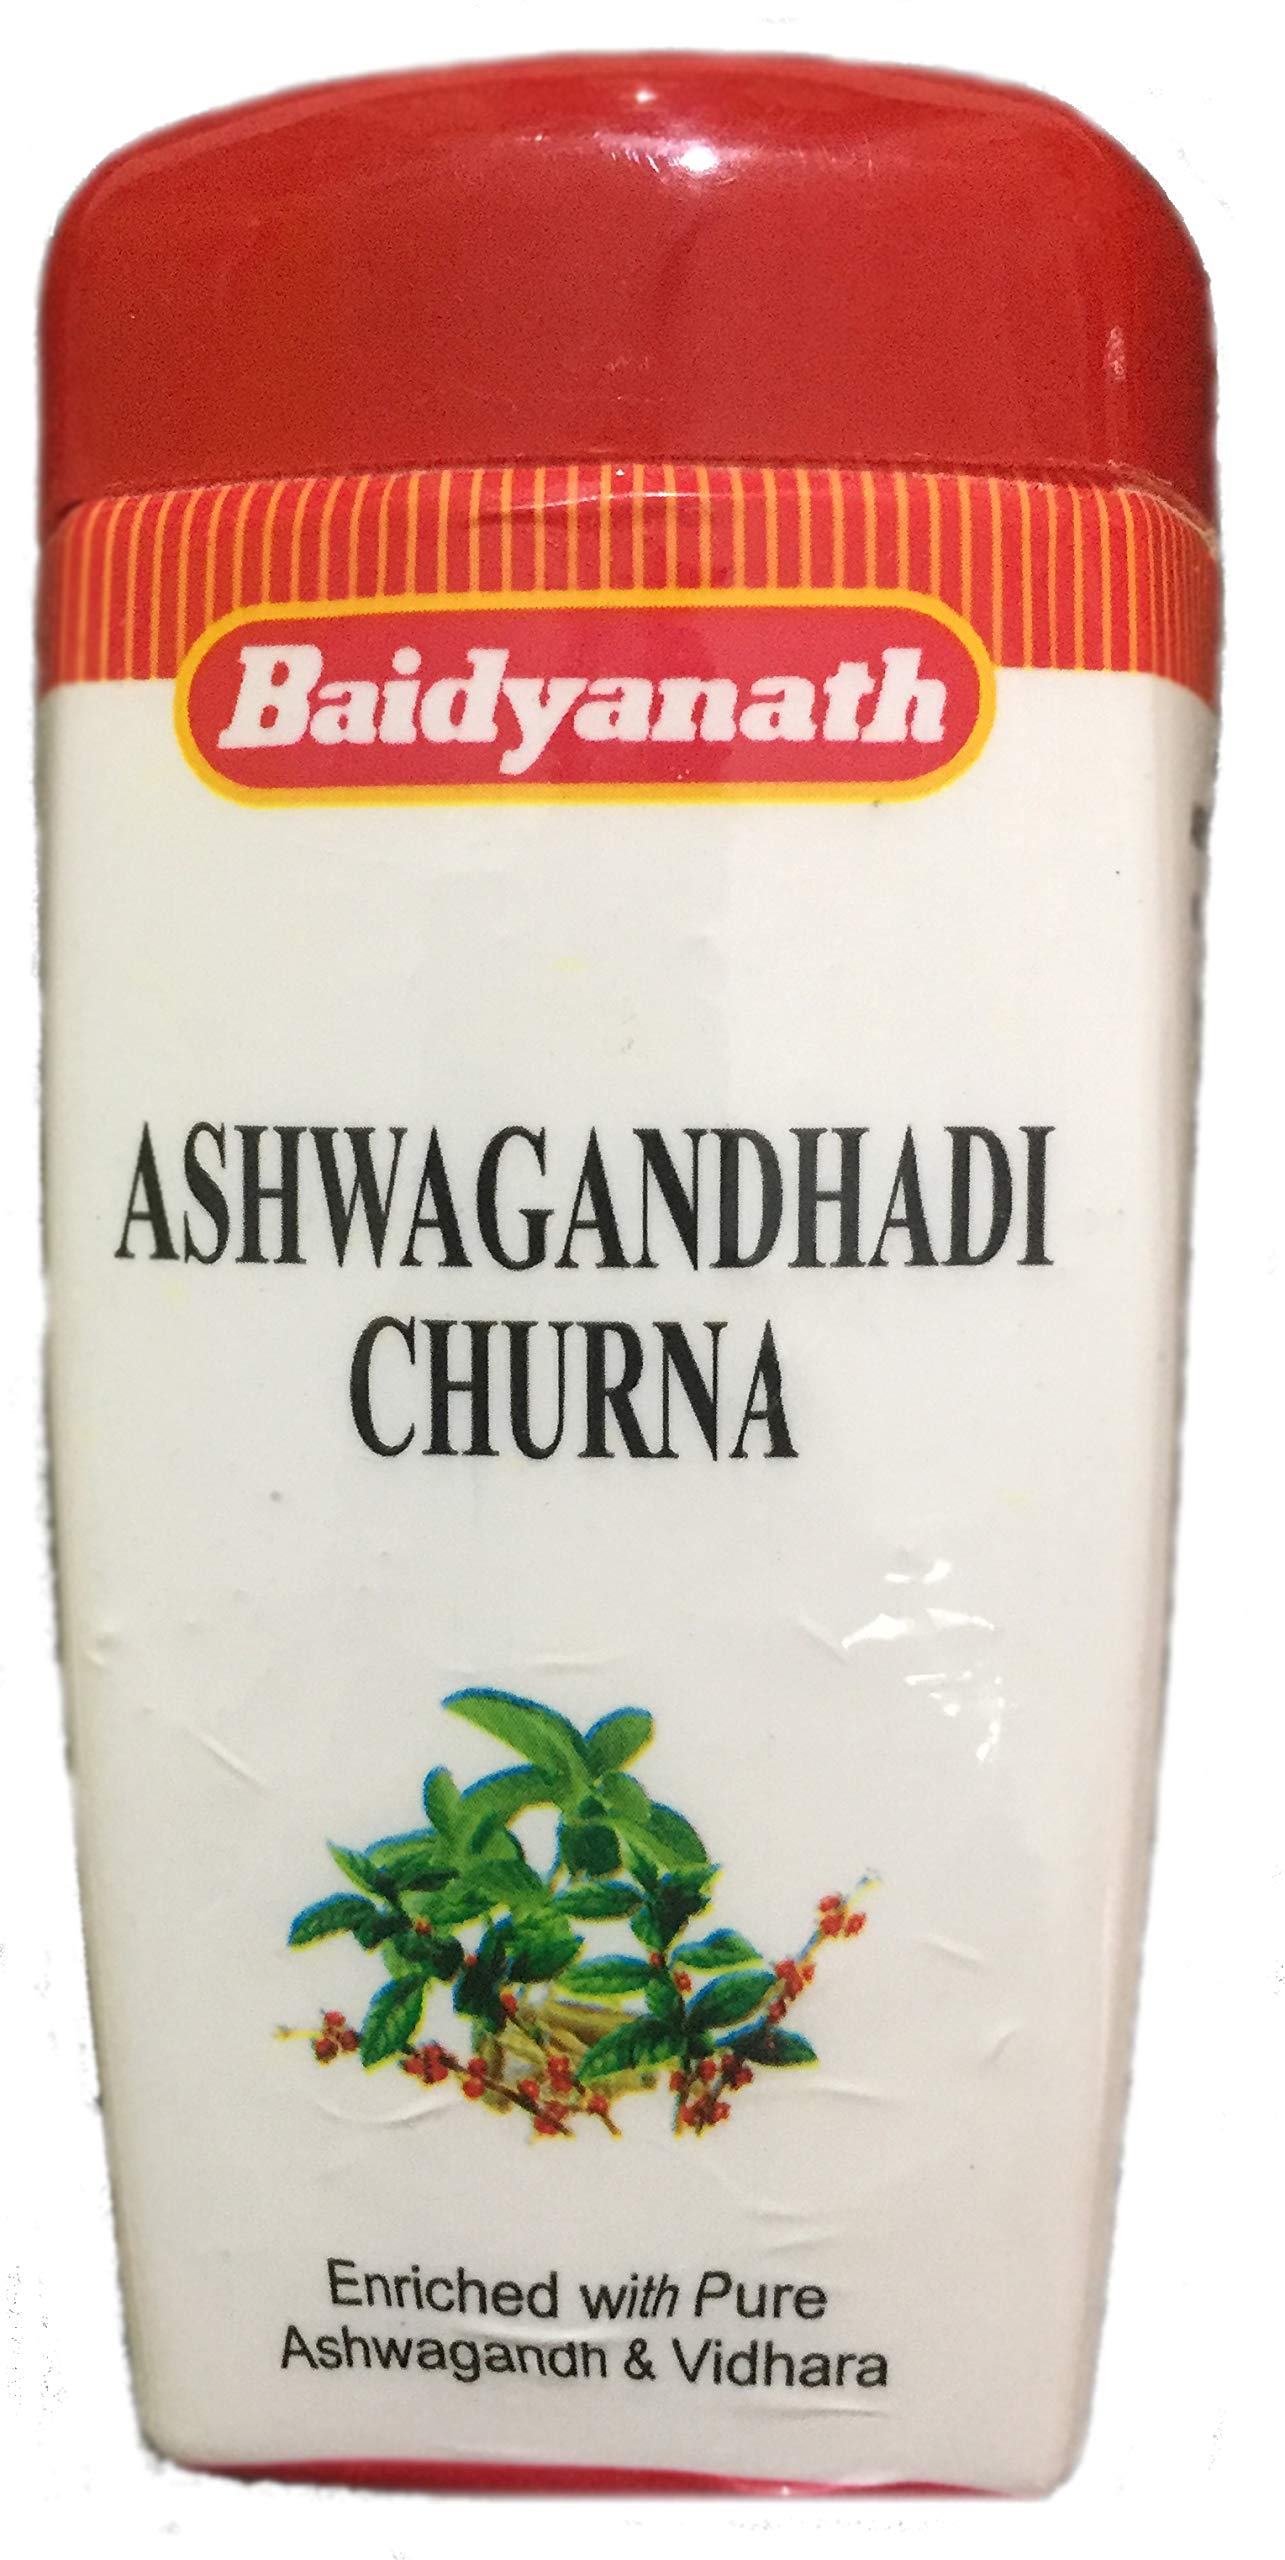 Baidyanath
ASHWAGANDHADI
CHURNA
Enriched with Pure
Ashwagandh & Vidhara